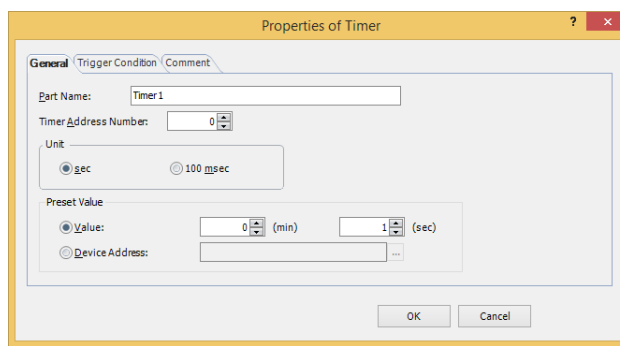 Properties of Timer ? ×
General Trigger Condition Comment
Part Name: Timer1
Timer Address Number: 0
Unit
sec 100 msec
Preset Value
Value: 0 (min) 1 (sec)
Device Address: ...
OK Cancel